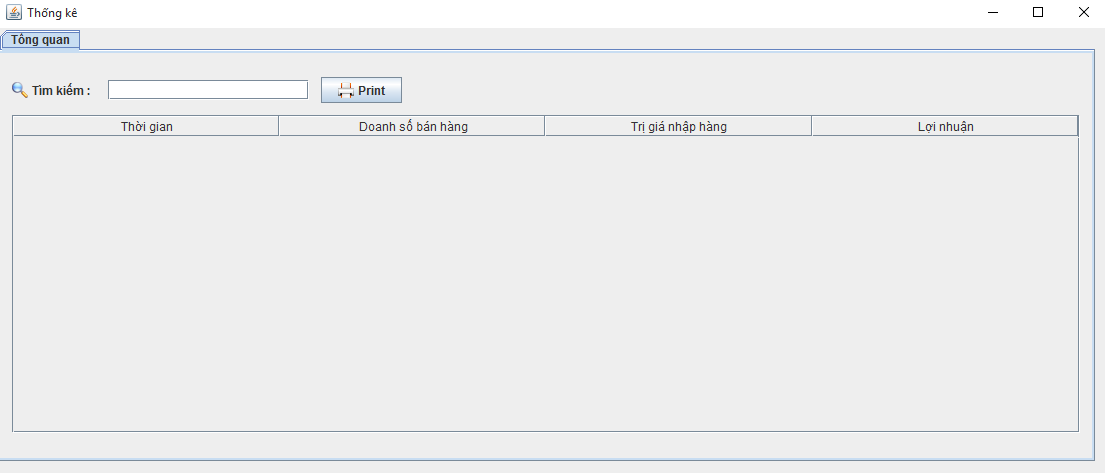 Thống kê
Tổng quan
Tìm kiếm :
Print
Thời gian
Doanh số bán hàng
Trị giá nhập hàng
Lợi nhuận